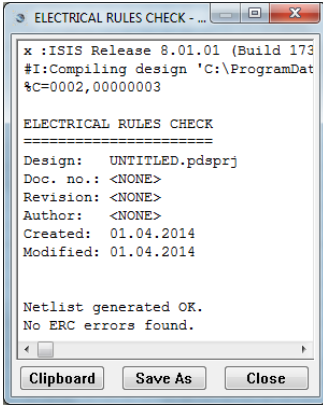 ELECTRICAL RULES CHECK - ...
x :ISIS Release 8.01.01 (Build 173
#I:Compiling design 'C:\ProgramDat
%C=0002,00000003
ELECTRICAL RULES CHECK
======================
Design: UNTITLED.pdsprj
Doc. no.: <NONE>
Revision: <NONE>
Author: <NONE>
Created: 01.04.2014
Modified: 01.04.2014
Netlist generated OK.
No ERC errors found.
Clipboard Save As Close